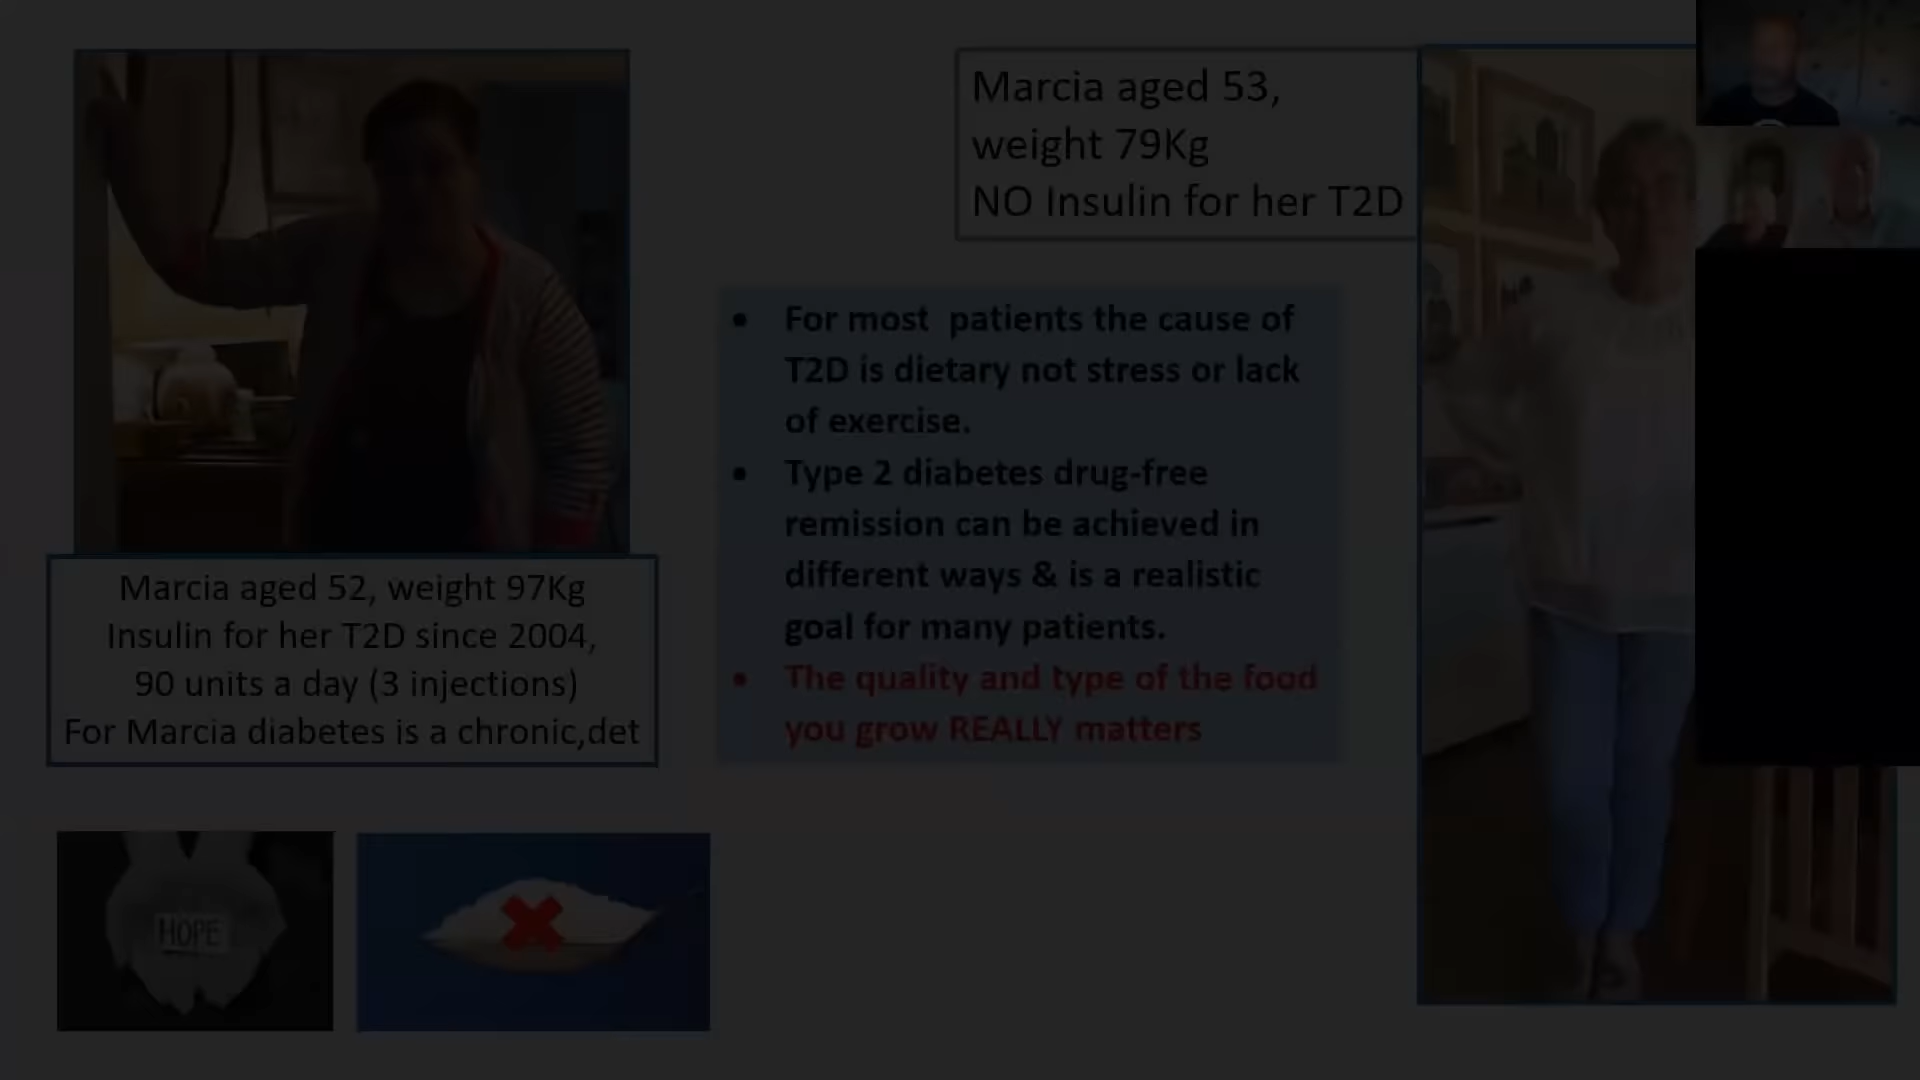 Marcia aged 53,
weight 79Kg
NO Insulin for her T2D
• For most patients the cause of
T2D is dietary not stress or lack
of exercise.
• Type 2 diabetes drug-free
remission can be achieved in
different ways & is a realistic
goal for many patients.
• The quality and type of the food
you grow REALLY matters
Marcia aged 52, weight 97Kg
Insulin for her T2D since 2004,
90 units a day (3 injections)
For Marcia diabetes is a chronic,det
HOPE